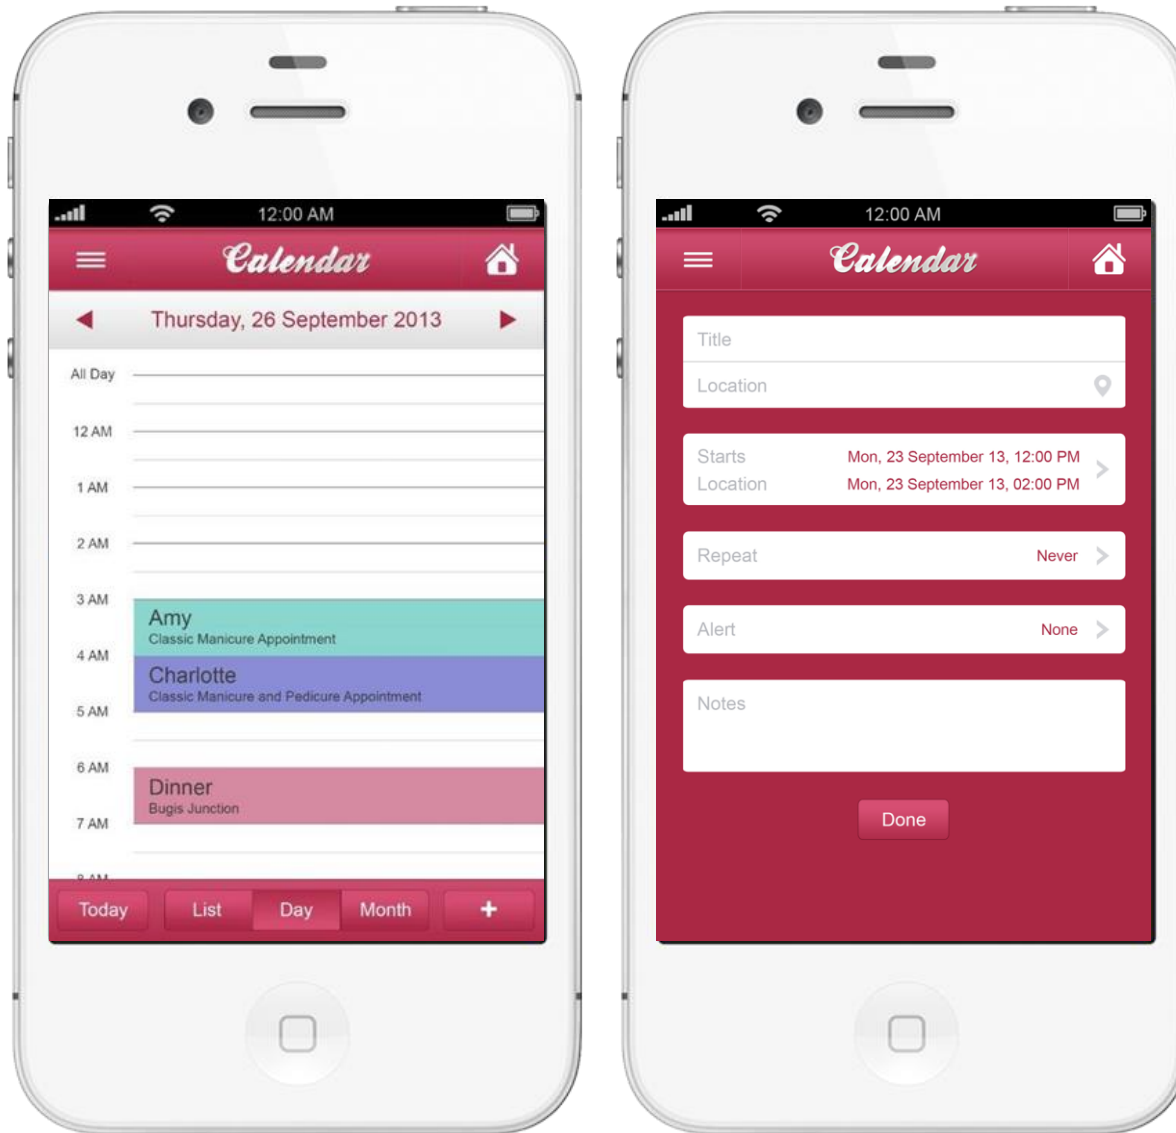 12:00 AM
Calendar
Thursday, 26 September 2013
All Day
12 AM
1 AM
2 AM
3 AM
Amy
Classic Manicure Appointment
4 AM
Charlotte
Classic Manicure and Pedicure Appointment
5 AM
6 AM
Dinner
Bugis Junction
7 AM
8 AM
Today List Day Month +
12:00 AM
Calendar
Title
Location
Starts Mon, 23 September 13, 12:00 PM
Location Mon, 23 September 13, 02:00 PM
Repeat Never
Alert None
Notes
Done